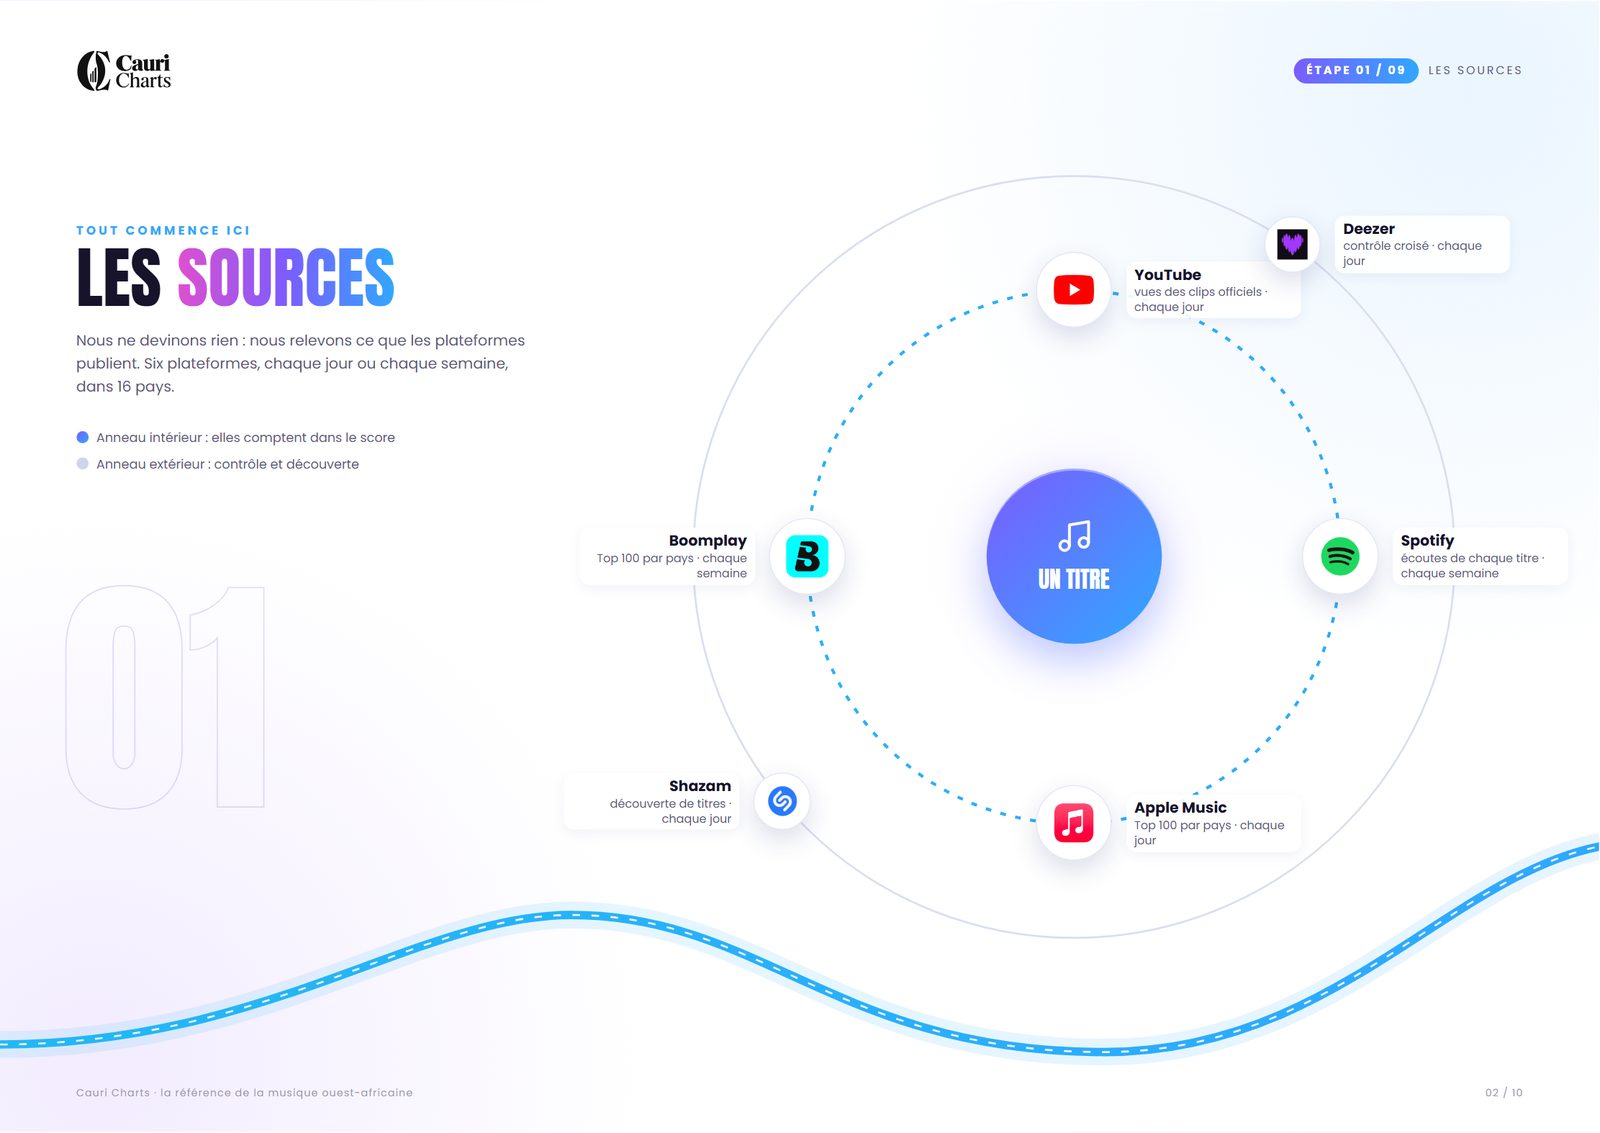 Cauri
Charts
ÉTAPE 01 / 09
LES SOURCES
TOUT COMMENCE ICI
LES SOURCES
Nous ne devinons rien : nous relevons ce que les plateformes
publient. Six plateformes, chaque jour ou chaque semaine,
dans 16 pays.
Anneau intérieur : elles comptent dans le score
Anneau extérieur : contrôle et découverte
01
Deezer
contrôle croisé · chaque
jour
YouTube
vues des clips officiels ·
chaque jour
Boomplay
Top 100 par pays · chaque
semaine
UN TITRE
Spotify
écoutes de chaque titre ·
chaque semaine
Shazam
découverte de titres ·
chaque jour
Apple Music
Top 100 par pays · chaque
jour
Cauri Charts · la référence de la musique ouest-africaine
02 / 10